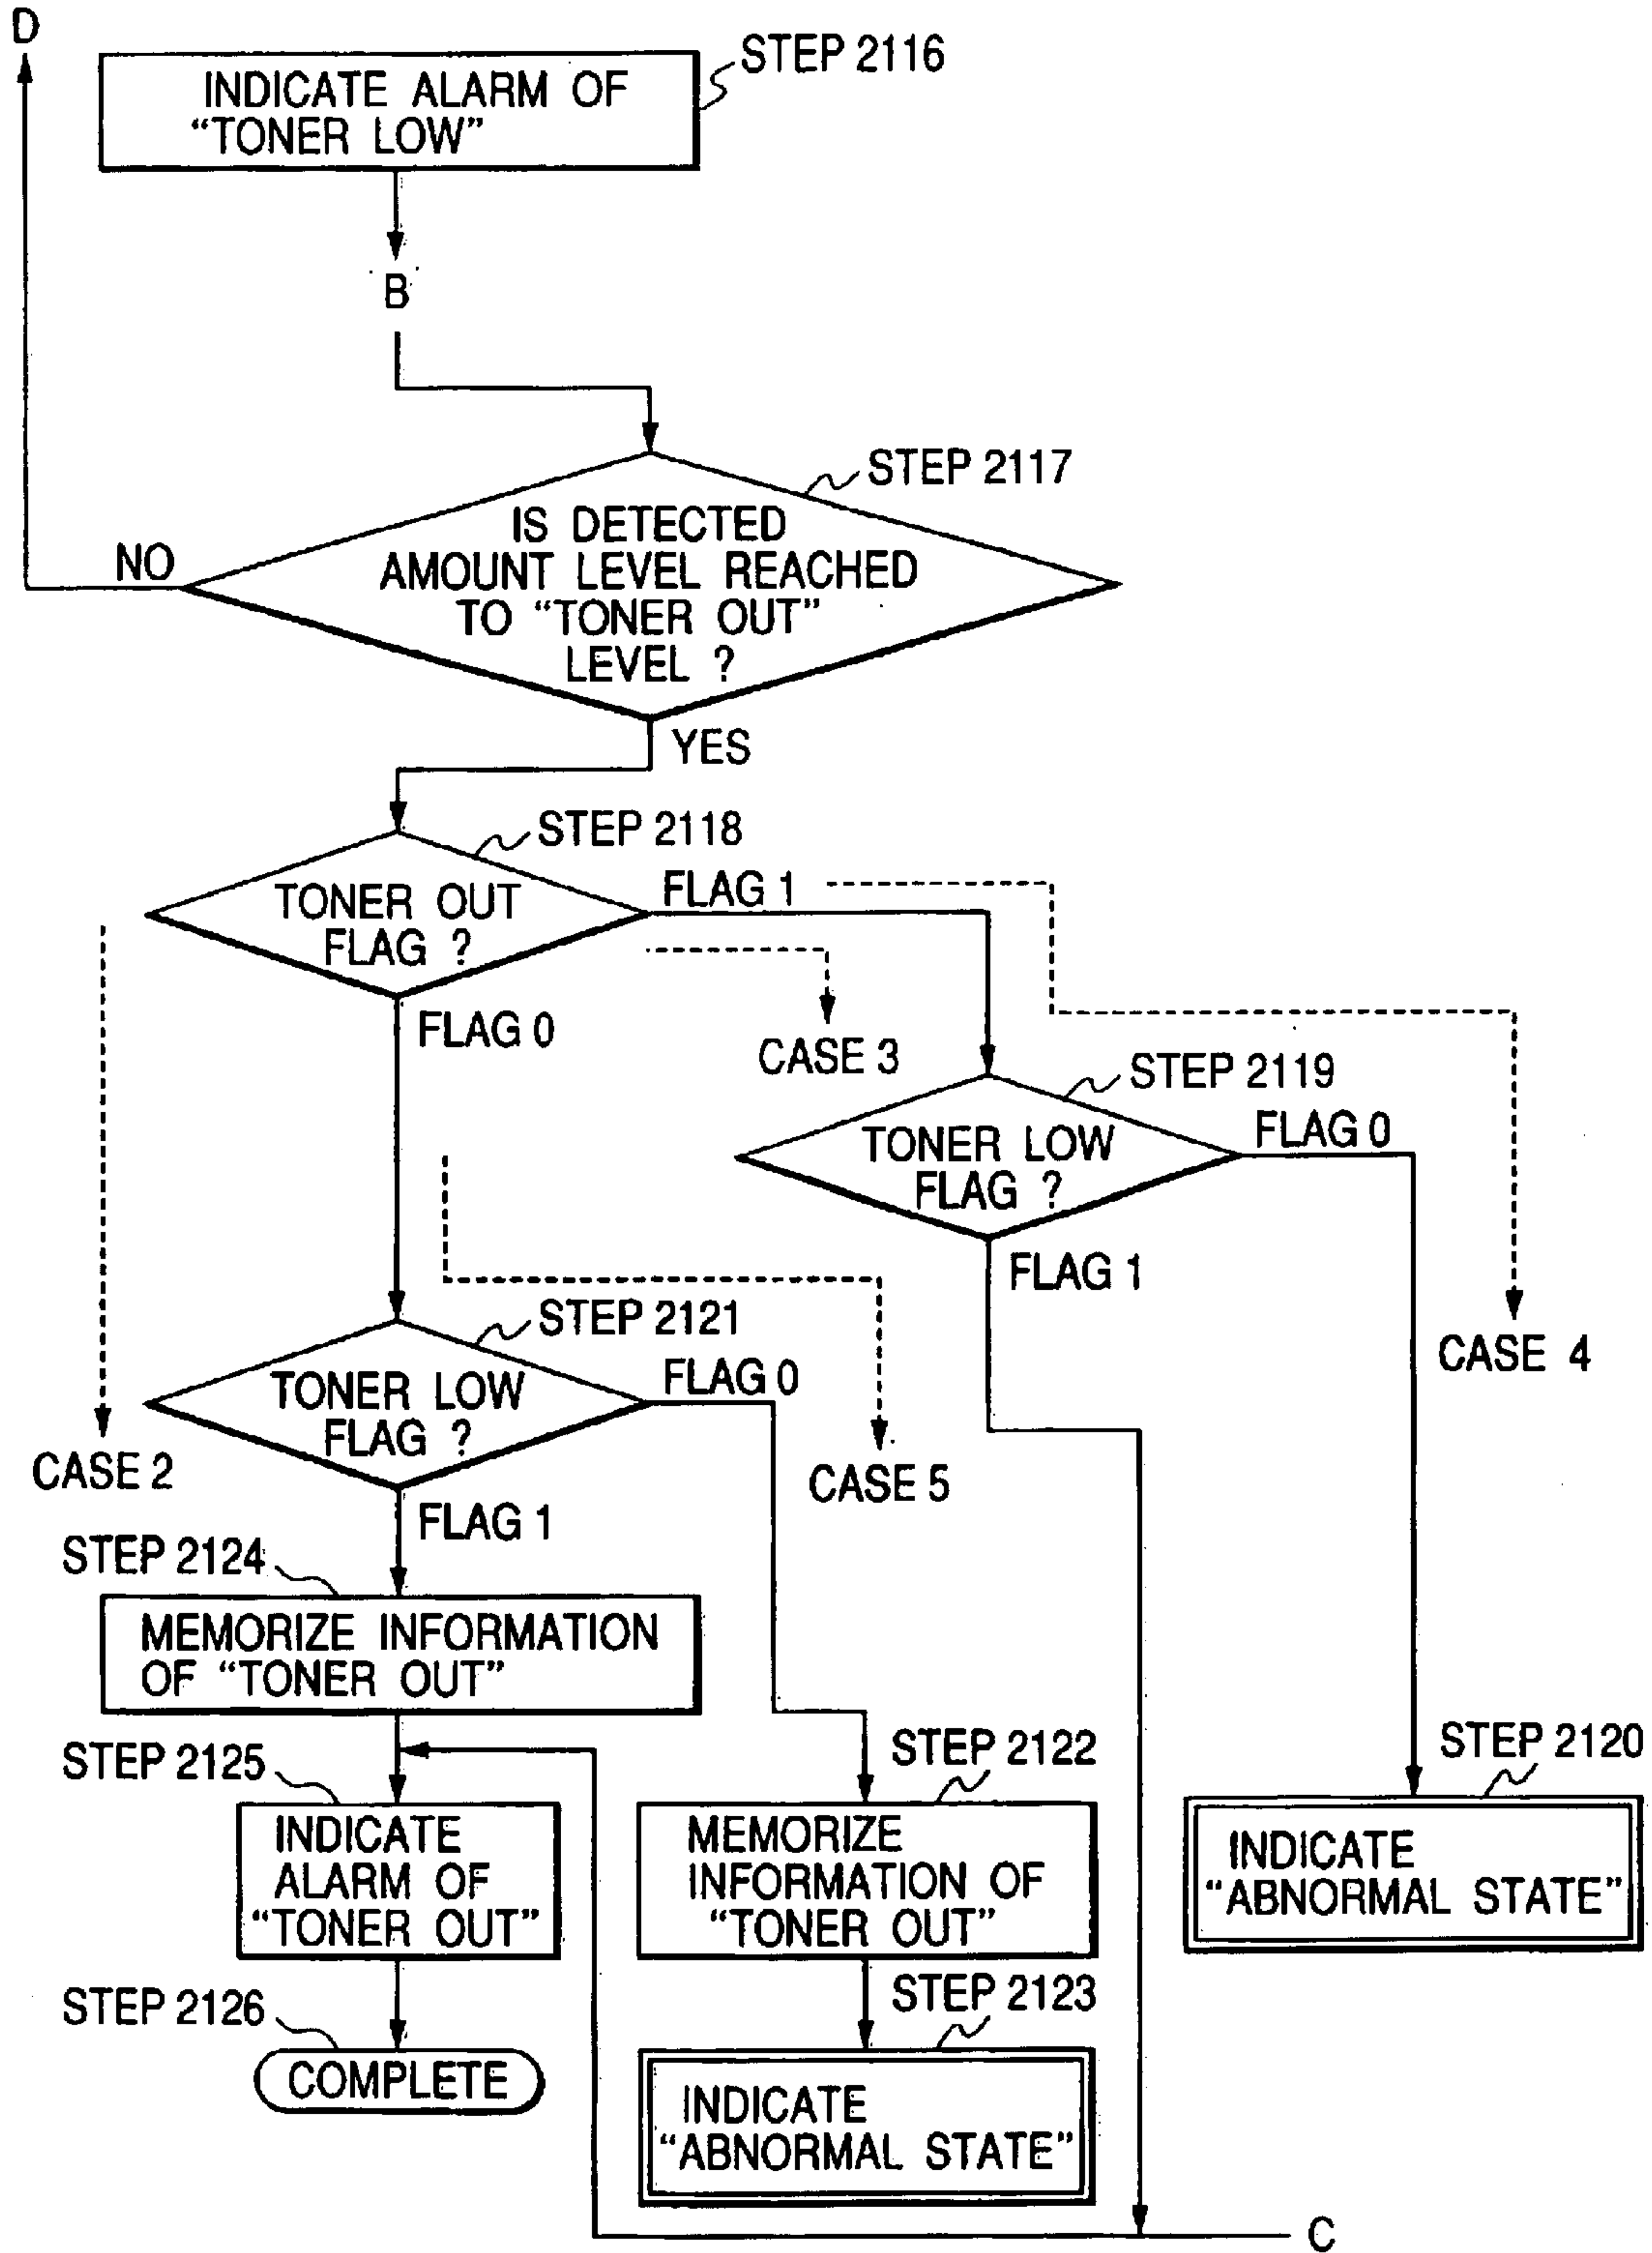 D
STEP 2116
INDICATE ALARM OF
“TONER LOW”
B
STEP 2117
IS DETECTED
AMOUNT LEVEL REACHED
TO “TONER OUT”
LEVEL ?
NO
YES
STEP 2118
TONER OUT
FLAG ?
FLAG 1
FLAG 0
CASE 3
STEP 2119
TONER LOW
FLAG ?
FLAG 0
FLAG 1
CASE 4
STEP 2121
TONER LOW
FLAG ?
FLAG 0
CASE 2
CASE 5
FLAG 1
STEP 2124
MEMORIZE INFORMATION
OF “TONER OUT”
STEP 2125
INDICATE
ALARM OF
“TONER OUT”
STEP 2122
MEMORIZE
INFORMATION OF
“TONER OUT”
STEP 2120
INDICATE
“ABNORMAL STATE”
STEP 2126
COMPLETE
STEP 2123
INDICATE
“ABNORMAL STATE”
C